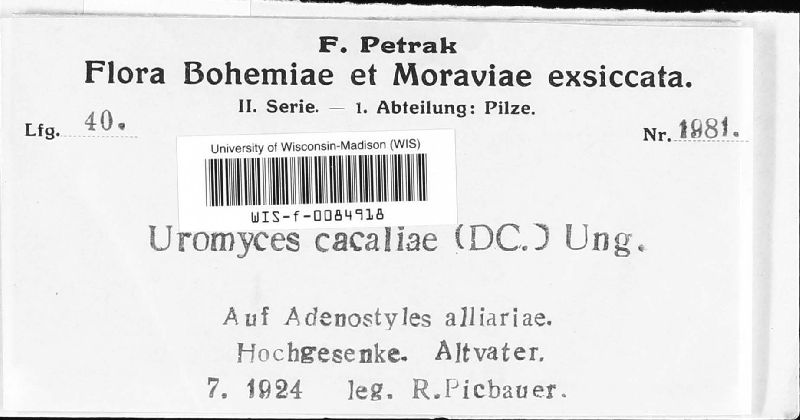 F. Petrak
Flora Bohemiae et Moraviae exsiccata.
II. Serie. — 1. Abteilung: Pilze.
Lfg. 40.
Nr. 1981.
University of Wisconsin-Madison (WIS)
WIS-f-0084918
Uromyces cacaliae (DC.) Ung.
Auf Adenostyles alliariae.
Hochgesenke. Altvater.
7. 1924 leg. R.Picbauer.